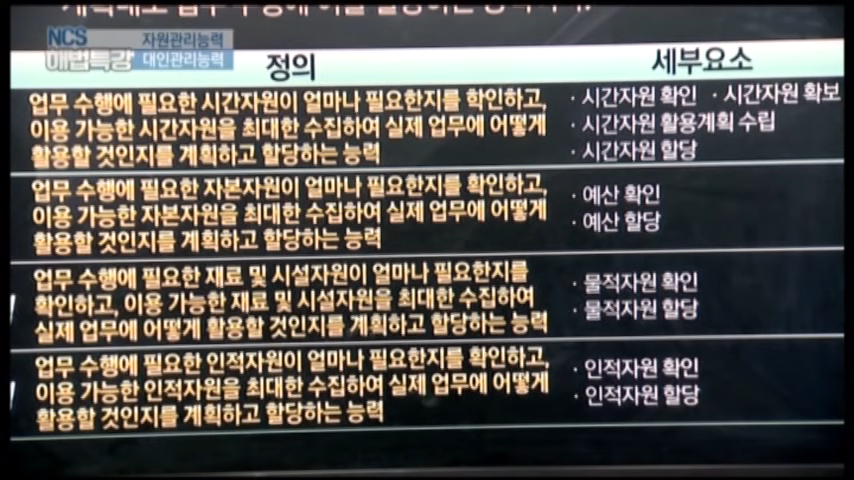 NCS 자원관리능력
해법특강 대인관리능력
정의 세부요소
업무 수행에 필요한 시간자원이 얼마나 필요한지를 확인하고,
이용 가능한 시간자원을 최대한 수집하여 실제 업무에 어떻게
활용할 것인지를 계획하고 할당하는 능력
· 시간자원 확인 · 시간자원 확보
· 시간자원 활용계획 수립
· 시간자원 할당
업무 수행에 필요한 자본자원이 얼마나 필요한지를 확인하고,
이용 가능한 자본자원을 최대한 수집하여 실제 업무에 어떻게
활용할 것인지를 계획하고 할당하는 능력
· 예산 확인
· 예산 할당
업무 수행에 필요한 재료 및 시설자원이 얼마나 필요한지를
확인하고, 이용 가능한 재료 및 시설자원을 최대한 수집하여
실제 업무에 어떻게 활용할 것인지를 계획하고 할당하는 능력
· 물적자원 확인
· 물적자원 할당
업무 수행에 필요한 인적자원이 얼마나 필요한지를 확인하고,
이용 가능한 인적자원을 최대한 수집하여 실제 업무에 어떻게
활용할 것인지를 계획하고 할당하는 능력
· 인적자원 확인
· 인적자원 할당